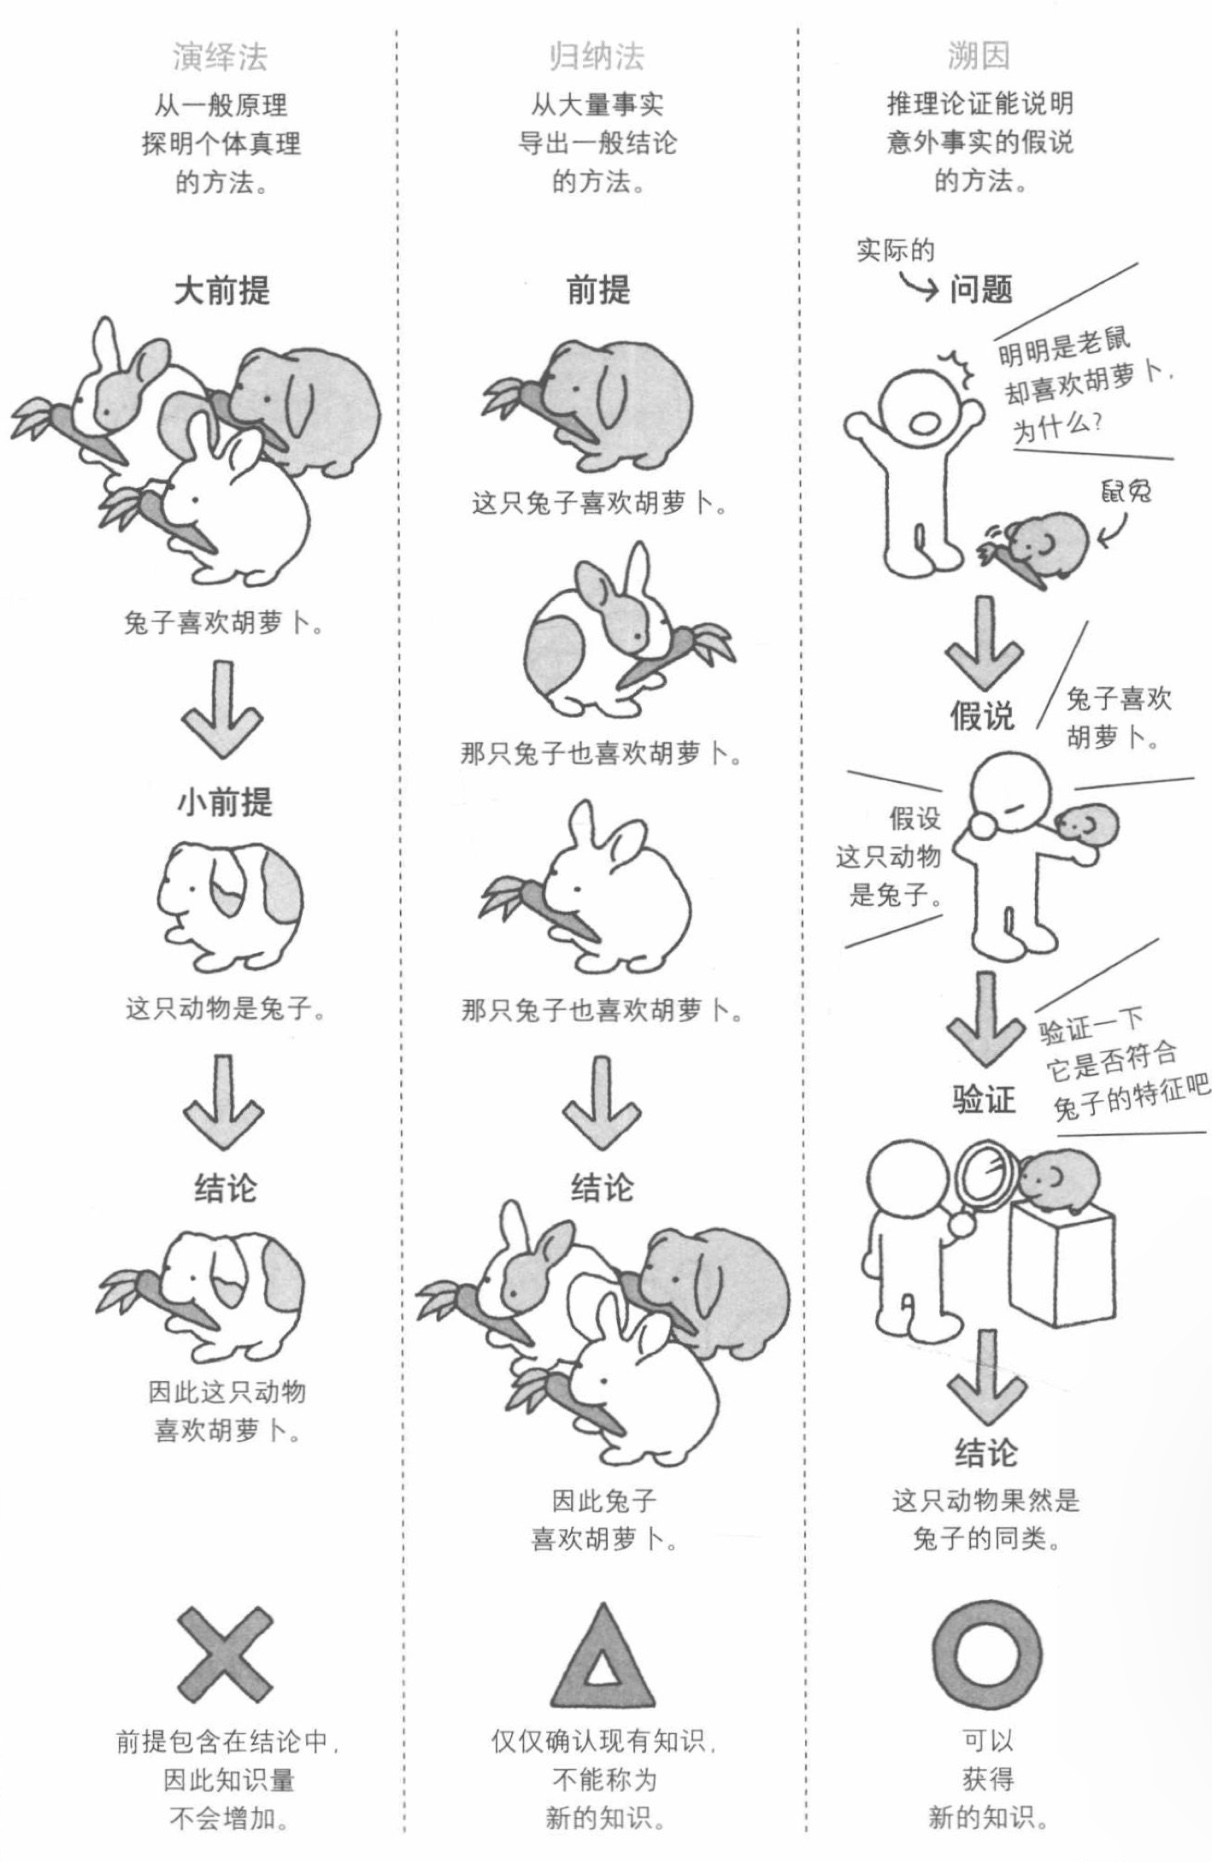 演绎法
从一般原理
探明个体真理
的方法。
大前提
兔子喜欢胡萝卜。
小前提
这只动物是兔子。
结论
因此这只动物
喜欢胡萝卜。
前提包含在结论中，
因此知识量
不会增加。
归纳法
从大量事实
导出一般结论
的方法。
前提
这只兔子喜欢胡萝卜。
那只兔子也喜欢胡萝卜。
那只兔子也喜欢胡萝卜。
结论
因此兔子
喜欢胡萝卜。
仅仅确认现有知识，
不能称为
新的知识。
溯因
推理论证能说明
意外事实的假说
的方法。
实际的
问题
明明是老鼠
却喜欢胡萝卜，
为什么？
鼠兔
假说
兔子喜欢
胡萝卜。
假设
这只动物
是兔子。
验证
验证一下
它是否符合
兔子的特征吧
结论
这只动物果然是
兔子的同类。
可以
获得
新的知识。